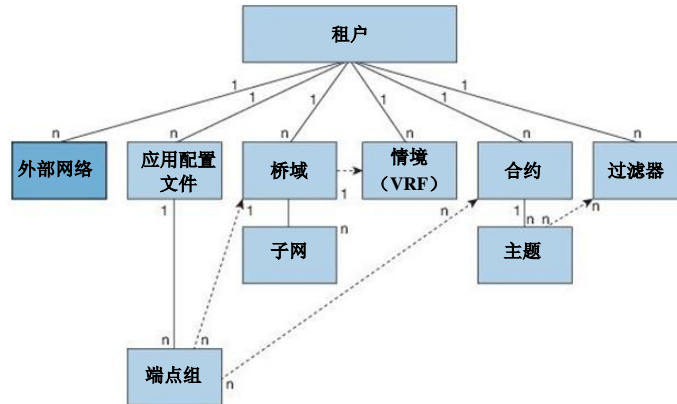 租户
1 1 1 1 1 1
n n n n n n
外部网络
应用配置
文件
桥域
情境
（VRF）
合约
过滤器
1 1 1 n 1 n n n
子网
n
主题
n n n
端点组
n